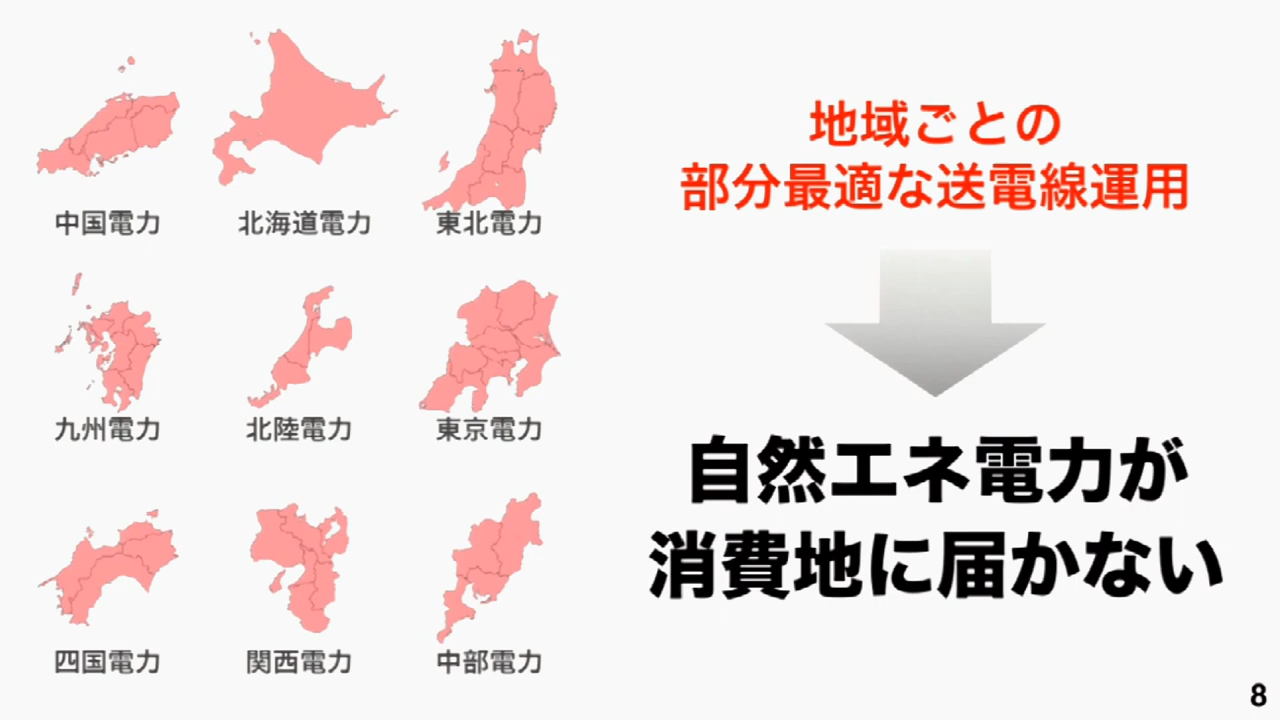 中国電力
北海道電力
東北電力
九州電力
北陸電力
東京電力
四国電力
関西電力
中部電力
地域ごとの
部分最適な送電線運用
自然エネ電力が
消費地に届かない
8